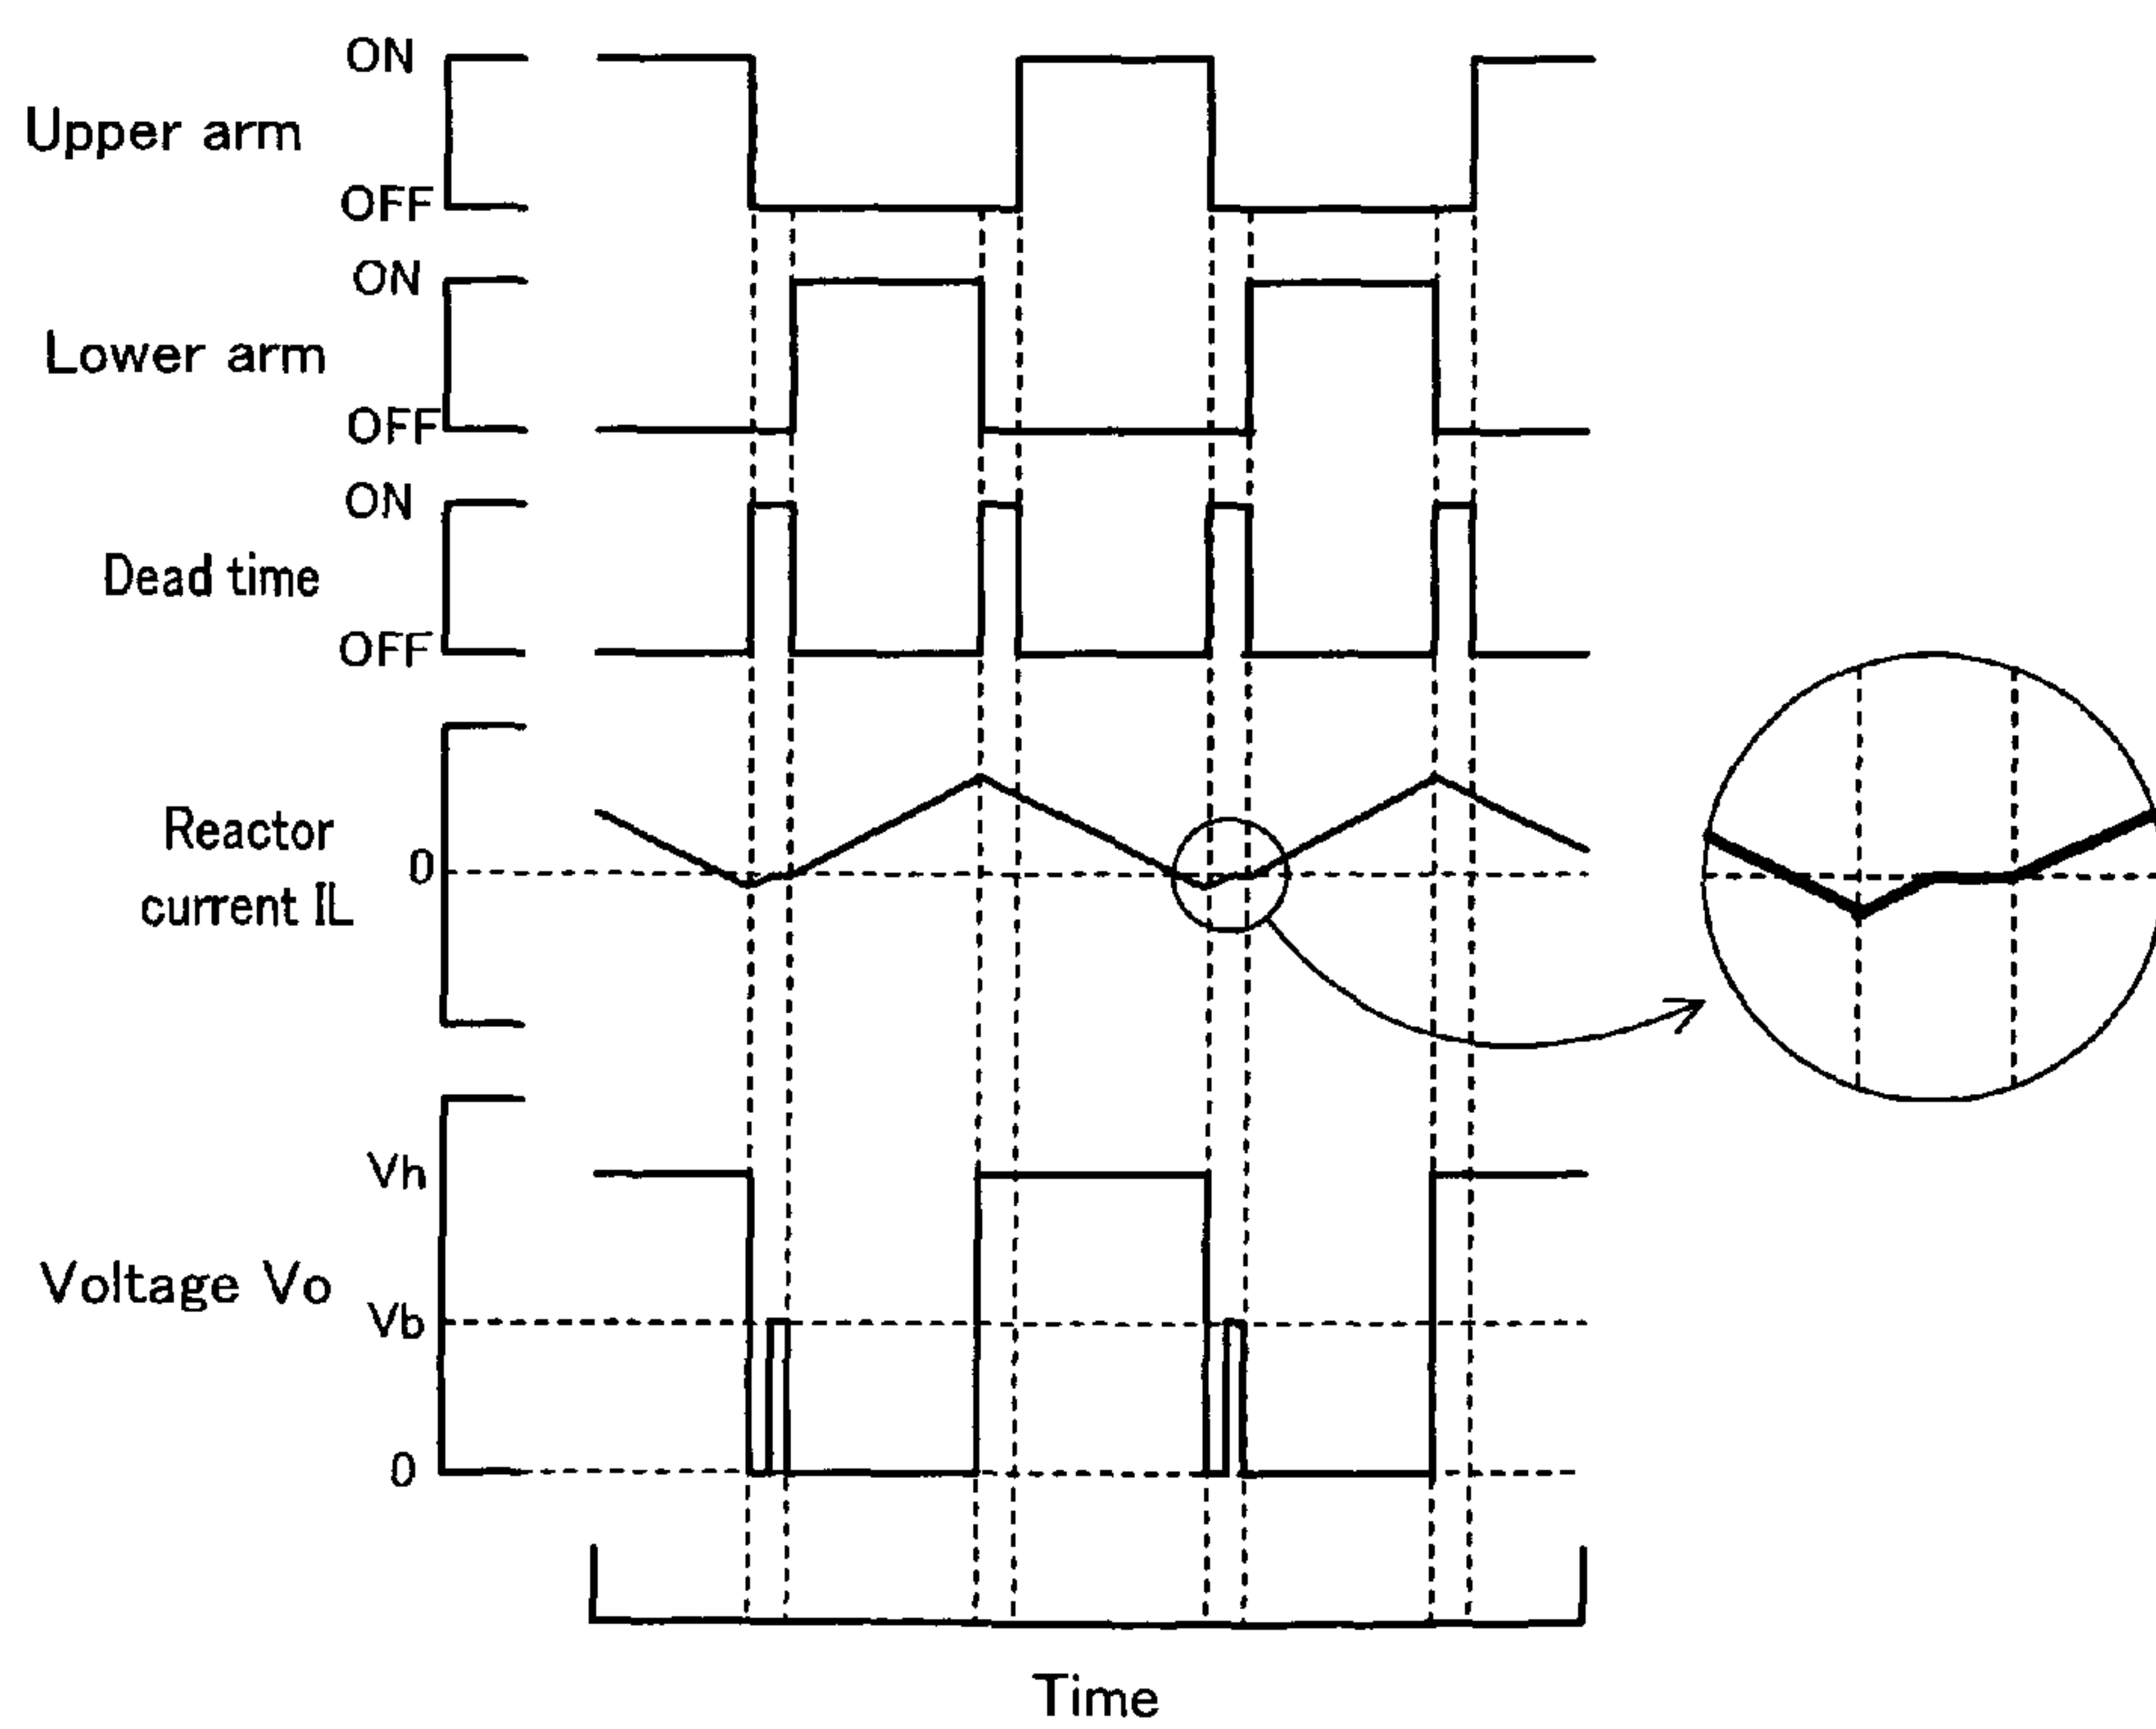 ON
Upper arm
OFF
ON
Lower arm
OFF
ON
Dead time
OFF
Reactor
current IL
0
Vh
Voltage Vo
Vb
0
Time